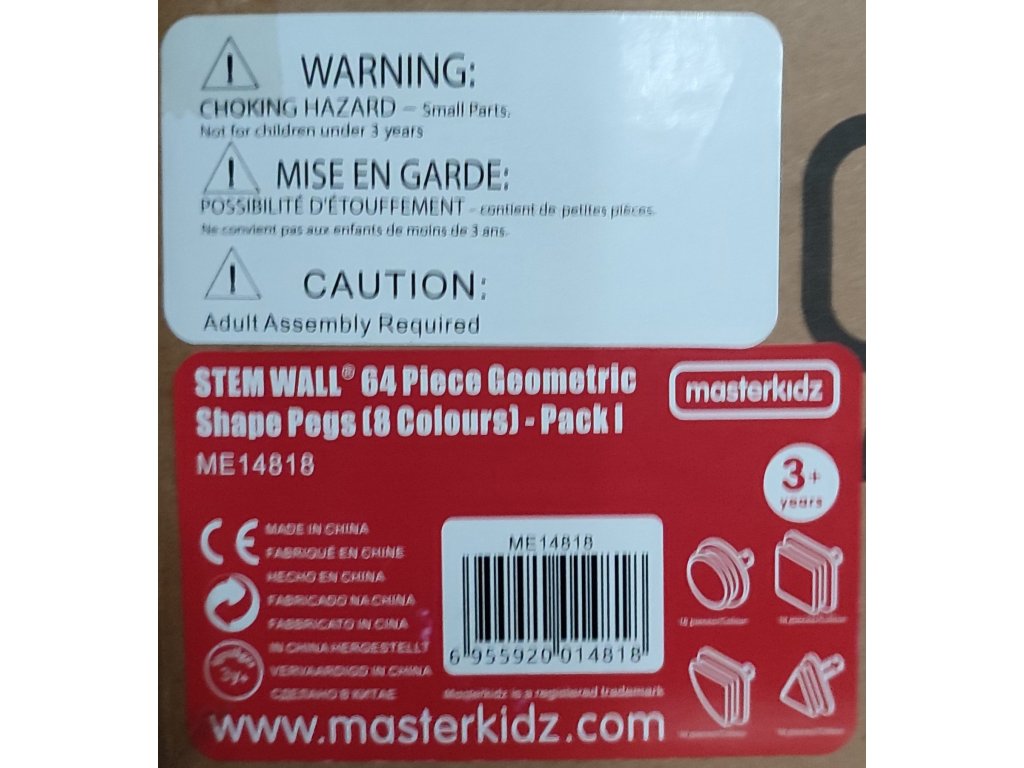 WARNING:
CHOKING HAZARD – Small Parts.
Not for children under 3 years
MISE EN GARDE:
POSSIBILITÉ D'ÉTOUFFEMENT - contient de petites pièces.
Ne convient pas aux enfants de moins de 3 ans.
CAUTION:
Adult Assembly Required
STEM WALL® 64 Piece Geometric
Shape Pegs (8 Colours) - Pack I
ME14818
masterkidz
3+
years
CE
MADE IN CHINA
FABRIQUÉ EN CHINE
HECHO EN CHINA
FABRICADO NA CHINA
FABBRICATO IN CINA
IN CHINA HERGESTELLT
VERVAARDIGD IN CHINA
СДЕЛАНО В КИТАЕ
3y+
ME14818
6 955920 014818
Masterkidz is a registered trademark
www.masterkidz.com